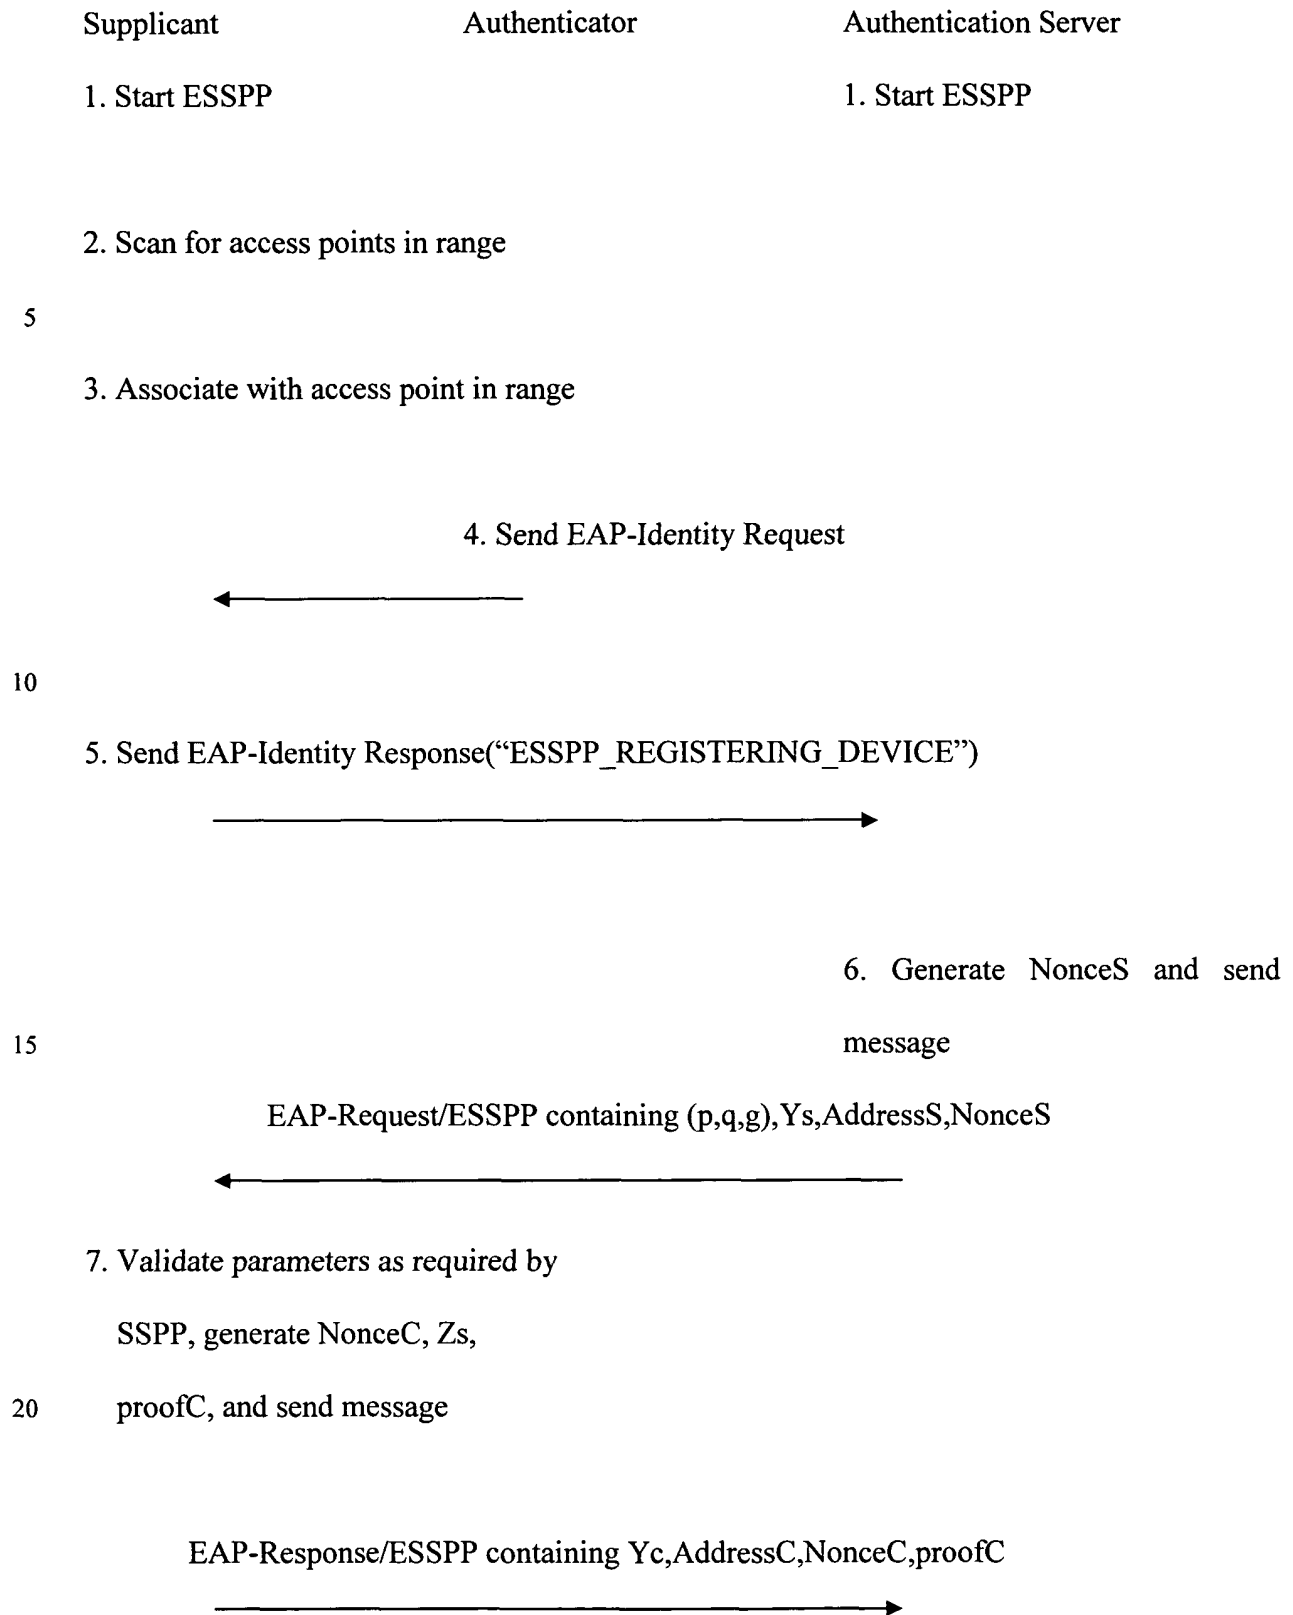 Supplicant Authenticator Authentication Server
1. Start ESSPP 1. Start ESSPP
2. Scan for access points in range
5
3. Associate with access point in range
4. Send EAP-Identity Request
10
5. Send EAP-Identity Response(“ESSPP_REGISTERING_DEVICE”)
6. Generate NonceS and send
15 message
EAP-Request/ESSPP containing (p,q,g),Ys,AddressS,NonceS
7. Validate parameters as required by
SSPP, generate NonceC, Zs,
20 proofC, and send message
EAP-Response/ESSPP containing Yc,AddressC,NonceC,proofC